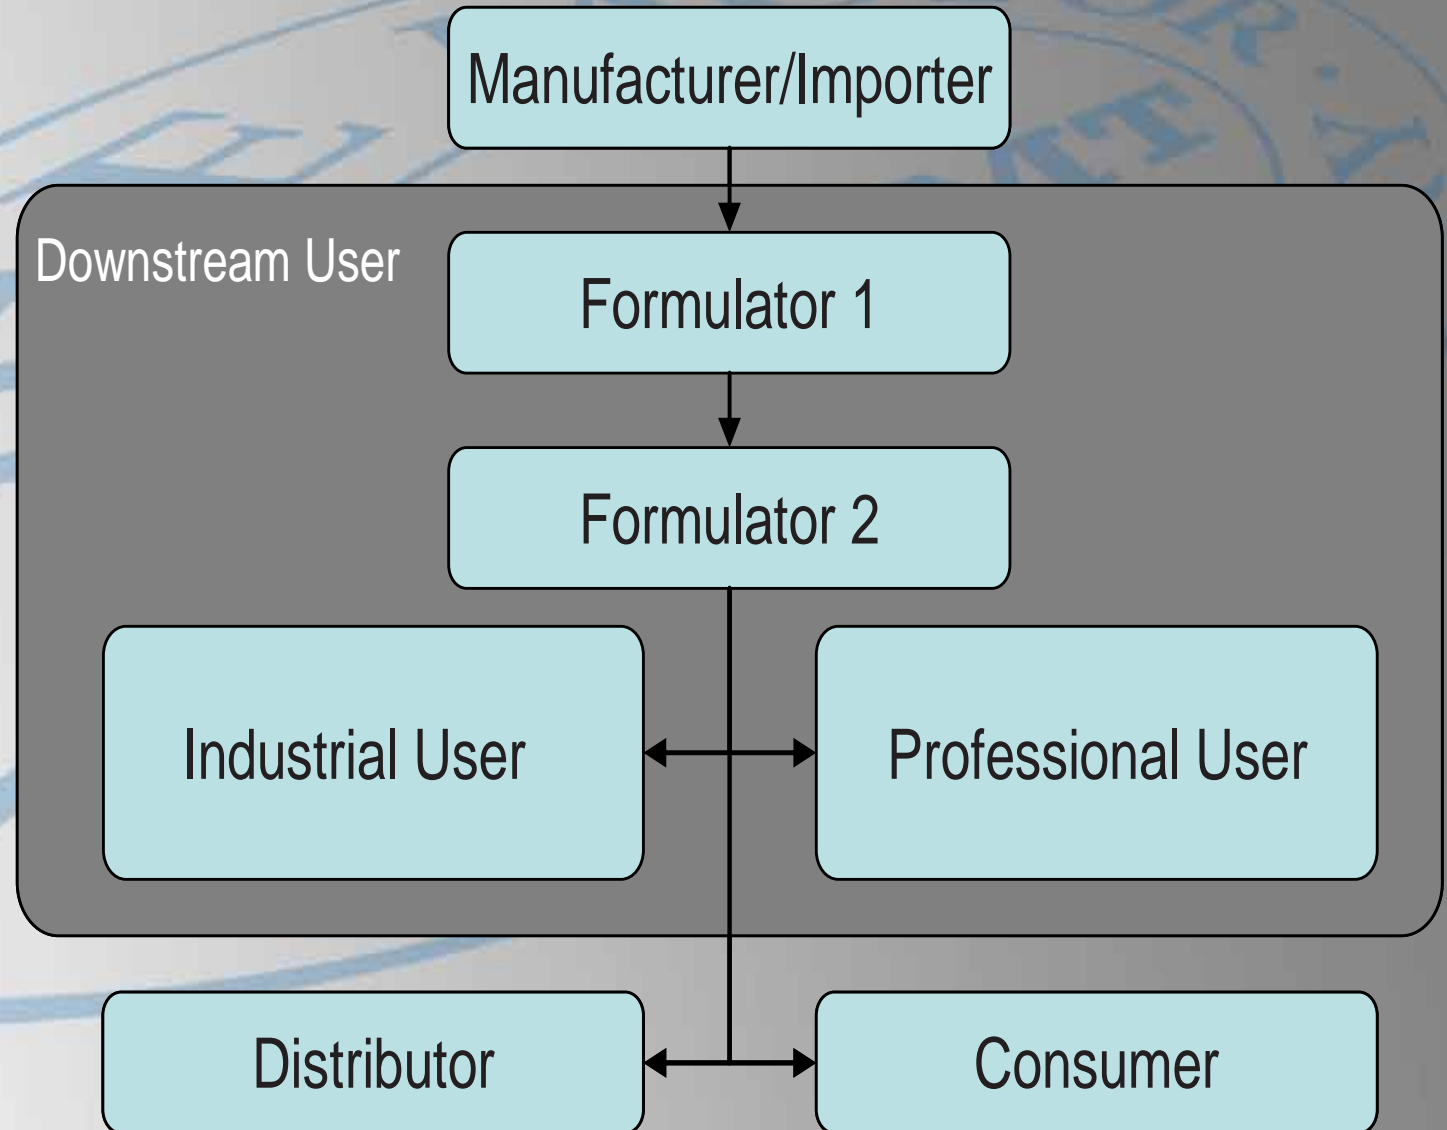 Manufacturer/Importer
Downstream User
Formulator 1
Formulator 2
Industrial User
Professional User
Distributor
Consumer